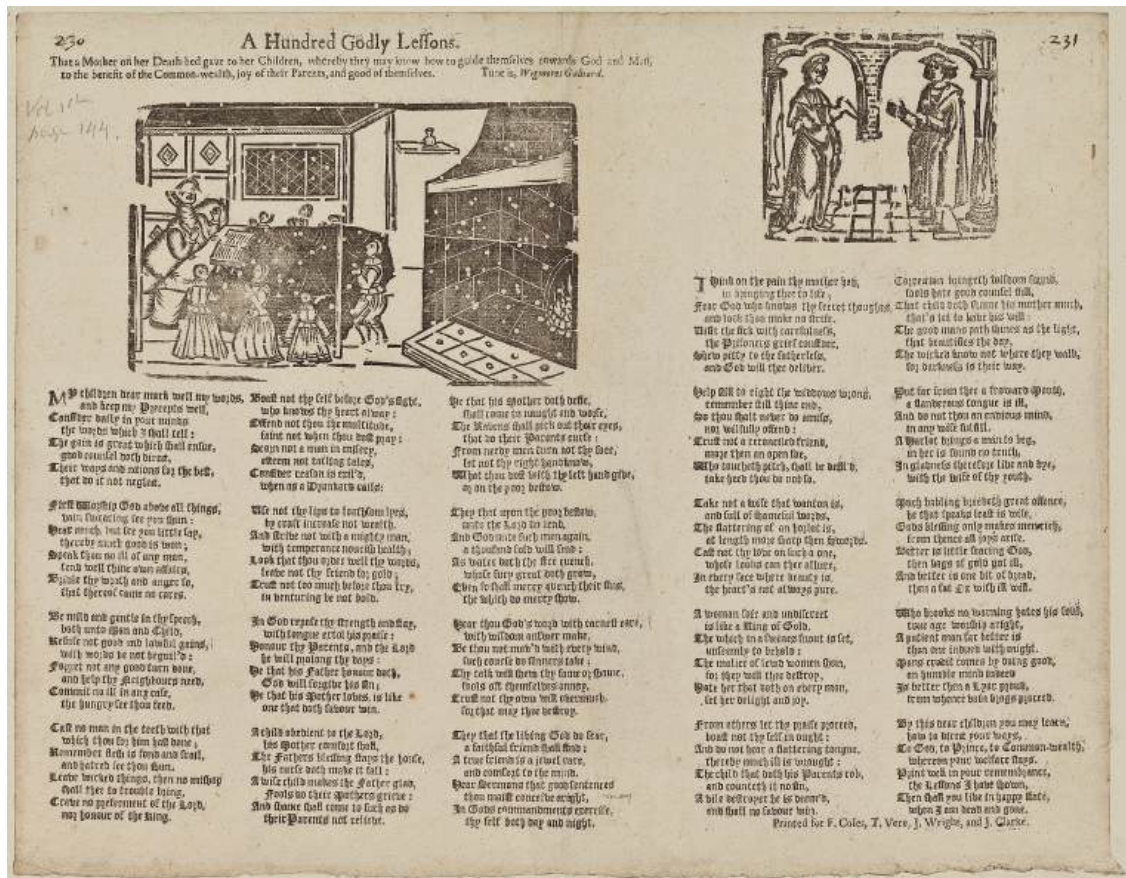 230
A Hundred Godly Lessons.
That a Mother on her Death-bed gave to her Children, whereby they may know how to guide themselves towards God and Man,
to the benefit of the Common-wealth, joy of their Parents, and good of themselves. Tune is, Wigmores Galliard.
231
Vol 1st
page 144.
MY children dear mark well my words,
and keep my Precepts well,
Consider daily in your minds
the words which I shall tell:
The gain is great which shall ensue,
good counsel doth direct,
Their ways and actions for the best,
that do it not neglect.
First Worship God above all things,
vain swearing see you shun:
Hear much, but see you little say,
thereby much good is won;
Speak thou no ill of any man,
tend well thine own affairs,
Bridle thy wrath and anger so,
that thereof come no cares.
Be mild and gentle in thy speech,
both unto Man and Child,
Refuse not good and lawful gains,
with words be not beguil'd:
Forget not any good turn done,
and help thy Neighbours need,
Commit no ill in any case,
the hungry see thou feed.
Cast no man in the teeth with that
which thou for him hast done;
Remember flesh is fond and frail,
and hatred see thou shun.
Leave wicked things, then no mishap
shall thee to trouble bring,
Crave no preferment of the Lord,
nor honour of the King.
Boast not thy self before God's sight,
who knows thy heart alway:
Offend not thou the multitude,
faint not when thou dost pray:
Scorn not a man in misery,
esteem not tatling tales,
Consider reason is exil'd,
when as a Drunkard rails:
Use not thy lips to loathsom lyes,
by craft increase not wealth,
And strive not with a mighty man,
with temperance nourish health;
Look that thou order well thy words,
leave not thy friend for gold;
Trust not too much before thou try,
in venturing be not bold.
In God repose thy strength and stay,
with tongue extol his praise:
Honour thy Parents, and the Lord
he will prolong thy days:
He that his Father honour doth,
God will forgive his sin;
He that his Mother loves, is like
one that doth favour win.
A child obedient to the Lord,
his Mother comfort shall,
The Fathers blessing stays the house,
his curse doth make it fall:
A wise child makes the Father glad,
Fools do their Mothers grieve:
And shame shall come to such as do
their Parents not relieve.
He that his Mother doth despise,
shall come to naught and worse,
The Ravens shall pick out their eyes,
that do their Parents curse:
From needy men turn not thy face,
let not thy right hand know,
What thou dost with thy left hand give,
or on the poor bestow.
They that upon the poor bestow,
unto the Lord do lend,
And God unto such men again,
a thousand fold will send:
As water doth the fire quench,
whose fury great doth grow,
Even so shall mercy quench their sins,
the which do mercy show.
Hear thou God's word with earnest ears,
with wisdom answer make,
Be thou not mov'd with every wind,
such course do sinners take;
Thy talk will shew thy fame or shame,
fools oft themselves annoy,
Trust not thy own will overmuch,
for that may thee destroy.
They that the living God do fear,
a faithful friend shall find:
A true friend is a jewel rare,
and comfort to the mind.
Hear Sermons that good sentences
thou maist conceive aright,
In Gods commandments exercise,
thy self both day and night.
Think on the pain thy mother had,
in bringing thee to life;
Fear God who knows thy secret thoughts,
and look thou make no strife.
Visit the sick with carefulness,
the Prisoners grief consider,
Shew pitty to the fatherless,
and God will thee deliver.
Help still to right the widdows wrong,
remember still thine end,
So thou shalt never do amiss,
nor wilfully offend:
Trust not a reconciled friend,
more then an open foe,
Who toucheth pitch, shall be defil'd,
take heed thou do not so.
Take not a wife that wanton is,
and full of shameful words,
The flattering of an harlot is,
at length more sharp then swords.
Cast not thy love on such a one,
whose looks can thee allure,
In every face where beauty is,
the heart's not always pure.
A woman fair and undiscreet
is like a Ring of Gold,
The which in a Swines snout is set,
unseemly to behold:
The malice of lewd women shun,
for they will thee destroy,
Hate her that doth on every man,
set her delight and joy.
From others let thy praise proceed,
boast not thy self in ought:
And do not hear a flattering tongue,
thereby much ill is wrought:
The child that doth his Parents rob,
and counteth it no sin,
A vile destroyer he is deem'd,
and shall no favour win.
Correction bringeth wisdom sound,
fools hate good counsel still,
That child doth shame his mother much,
that's let to have his will:
The good mans path shines as the light,
that beautifies the day,
The wicked know not where they walk,
for darkness is their way.
Put far from thee a froward Mouth,
a slanderous tongue is ill,
And do not thou an envious mind,
in any wise fulfill.
A Harlot brings a man to beg,
in her is found no truth,
In gladness therefore live and dye,
with the wife of thy youth.
Much babling breedeth great offence,
he that speaks least is wise,
Gods blessing only makes men rich,
from thence all joys arise.
Better is little fearing God,
then bags of gold got ill,
And better is one bit of bread,
then a fat Ox with ill will.
Who brooks no warning hates his soul,
true age worship aright,
A patient man far better is
than one indued with might.
Mans credit comes by doing good,
an humble mind indeed
Is better then a Lyar proud,
from whence vain brags proceed.
By this dear children you may learn,
how to direct your ways,
To God, to Prince, to Common-wealth,
whereon your welfare stays.
Print well in your remembrance,
the Lessons I have shown,
Then shall you live in happy state,
when I am dead and gone.
Printed for F. Coles, T. Vere, J. Wright, and J. Clarke.